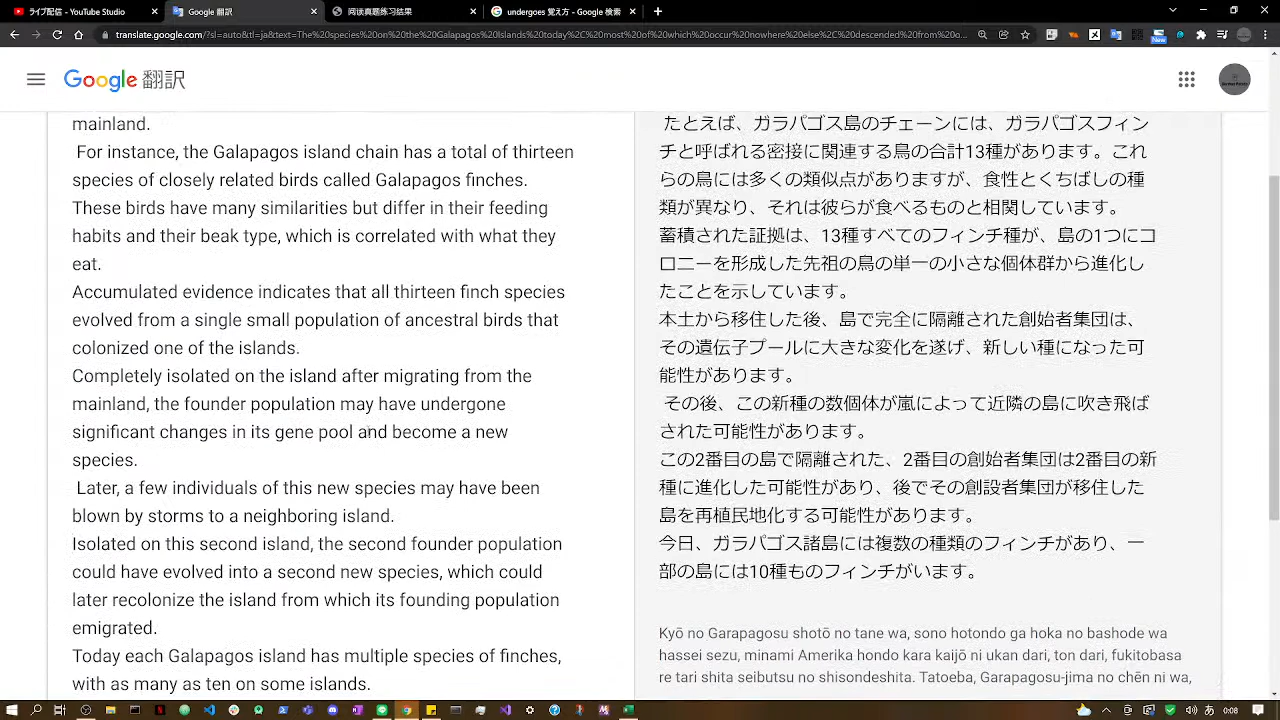 ライブ配信 - YouTube Studio
Google 翻訳
阅读真题练习结果
undergoes 覚え方 - Google 検索
translate.google.com/?sl=auto&tl=ja&text=The%20species%20on%20the%20Galapagos%20Islands%20today%2C%20most%20of%20which%20occur%20nowhere%20else%2C%20descended%20from%20o...
New
Google 翻訳
mainland.
For instance, the Galapagos island chain has a total of thirteen
species of closely related birds called Galapagos finches.
These birds have many similarities but differ in their feeding
habits and their beak type, which is correlated with what they
eat.
Accumulated evidence indicates that all thirteen finch species
evolved from a single small population of ancestral birds that
colonized one of the islands.
Completely isolated on the island after migrating from the
mainland, the founder population may have undergone
significant changes in its gene pool and become a new
species.
Later, a few individuals of this new species may have been
blown by storms to a neighboring island.
Isolated on this second island, the second founder population
could have evolved into a second new species, which could
later recolonize the island from which its founding population
emigrated.
Today each Galapagos island has multiple species of finches,
with as many as ten on some islands.
たとえば、ガラパゴス島のチェーンには、ガラパゴスフィン
チと呼ばれる密接に関連する鳥の合計13種があります。これ
らの鳥には多くの類似点がありますが、食性とくちばしの種
類が異なり、それは彼らが食べるものと相関しています。
蓄積された証拠は、13種すべてのフィンチ種が、島の1つにコ
ロニーを形成した先祖の鳥の単一の小さな個体群から進化し
たことを示しています。
本土から移住した後、島で完全に隔離された創始者集団は、
その遺伝子プールに大きな変化を遂げ、新しい種になった可
能性があります。
その後、この新種の数個体が嵐によって近隣の島に吹き飛ば
された可能性があります。
この2番目の島で隔離された、2番目の創始者集団は2番目の新
種に進化した可能性があり、後でその創設者集団が移住した
島を再植民地化する可能性があります。
今日、ガラパゴス諸島には複数の種類のフィンチがあり、一
部の島には10種ものフィンチがいます。
Kyō no Garapagosu shotō no tane wa, sono hotondo ga hoka no bashode wa
hassei sezu, minami Amerika hondo kara kaijō ni ukan dari, ton dari, fukitobasa
re tari shita seibutsu no shisondeshita. Tatoeba, Garapagosu-jima no chēn ni wa,
0:08